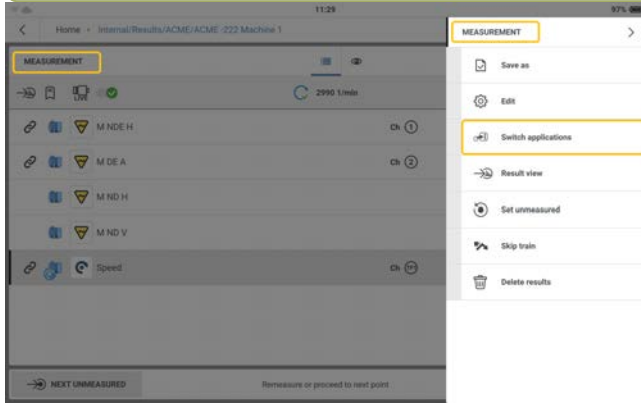 11:29
97%
Home • Internal/Results/ACME/ACME -222 Machine 1
MEASUREMENT
LIVE
2990 1/min
M NDE H
Ch 1
M DE A
Ch 2
M ND H
M ND V
Speed
Ch
NEXT UNMEASURED
Remeasure or proceed to next point
MEASUREMENT
Save as
Edit
Switch applications
Result view
Set unmeasured
Skip train
Delete results